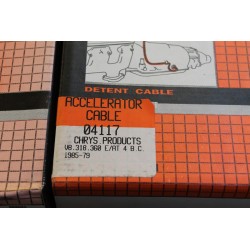 DETENT CABLE
ACCELERATOR
CABLE
04117
CHRYS.PRODUCTS
V8.318.360 E/AT 4 B.C.
1985-79